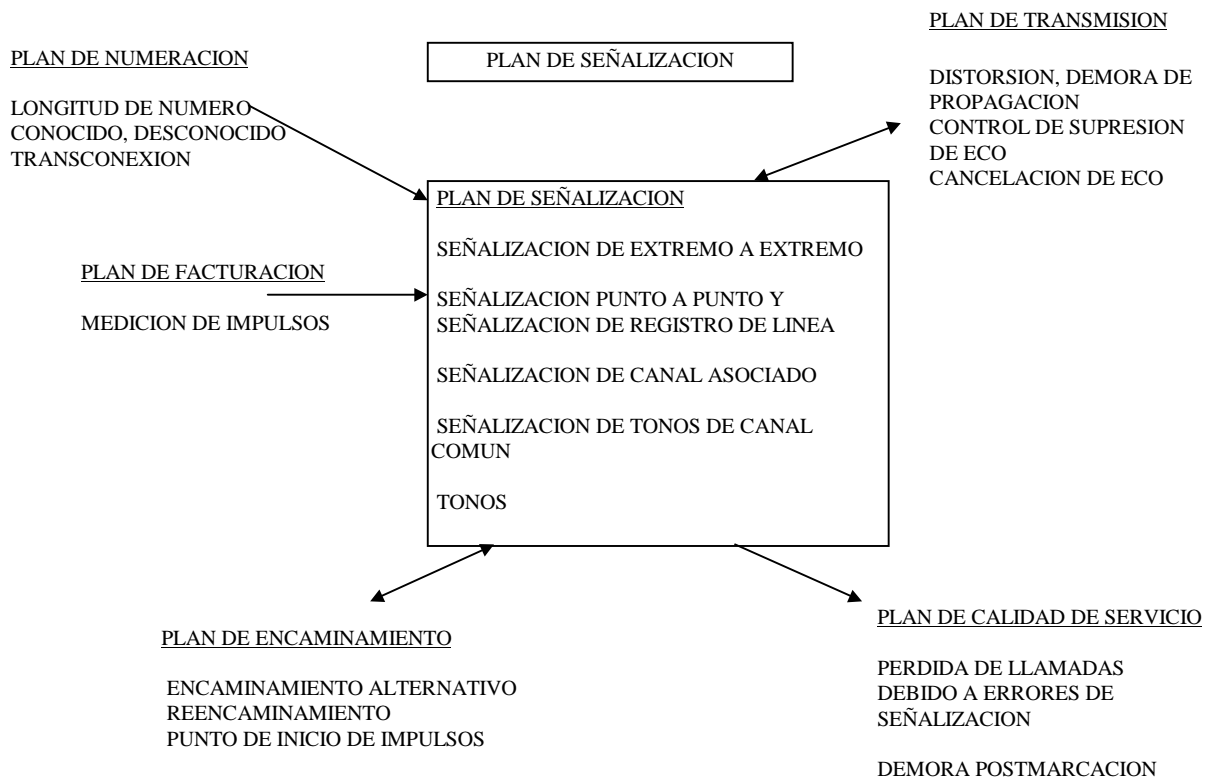 PLAN DE TRANSMISION
PLAN DE NUMERACION
PLAN DE SEÑALIZACION
DISTORSION, DEMORA DE
PROPAGACION
CONTROL DE SUPRESION
DE ECO
CANCELACION DE ECO
LONGITUD DE NUMERO
CONOCIDO, DESCONOCIDO
TRANSCONEXION
PLAN DE SEÑALIZACION
SEÑALIZACION DE EXTREMO A EXTREMO
SEÑALIZACION PUNTO A PUNTO Y
SEÑALIZACION DE REGISTRO DE LINEA
SEÑALIZACION DE CANAL ASOCIADO
SEÑALIZACION DE TONOS DE CANAL
COMUN
TONOS
PLAN DE FACTURACION
MEDICION DE IMPULSOS
PLAN DE ENCAMINAMIENTO
ENCAMINAMIENTO ALTERNATIVO
REENCAMINAMIENTO
PUNTO DE INICIO DE IMPULSOS
PLAN DE CALIDAD DE SERVICIO
PERDIDA DE LLAMADAS
DEBIDO A ERRORES DE
SEÑALIZACION
DEMORA POSTMARCACION